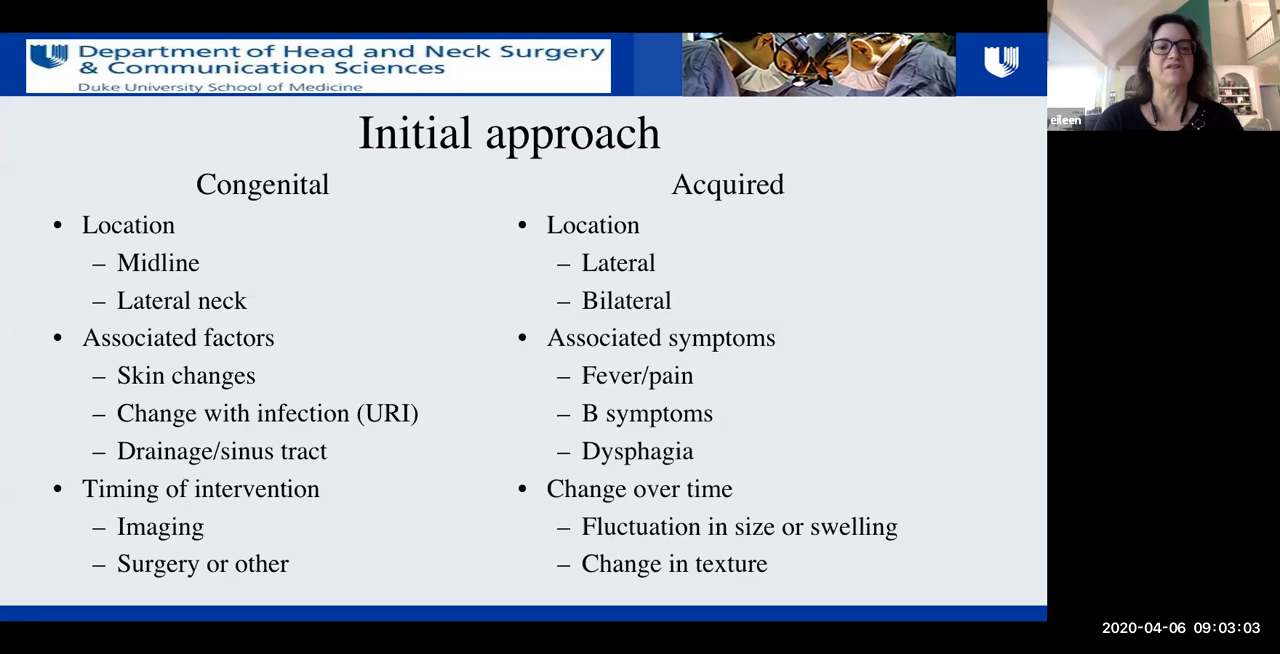 Department of Head and Neck Surgery
& Communication Sciences
Duke University School of Medicine
eileen
Initial approach
Congenital
• Location
– Midline
– Lateral neck
• Associated factors
– Skin changes
– Change with infection (URI)
– Drainage/sinus tract
• Timing of intervention
– Imaging
– Surgery or other
Acquired
• Location
– Lateral
– Bilateral
• Associated symptoms
– Fever/pain
– B symptoms
– Dysphagia
• Change over time
– Fluctuation in size or swelling
– Change in texture
2020-04-06 09:03:03